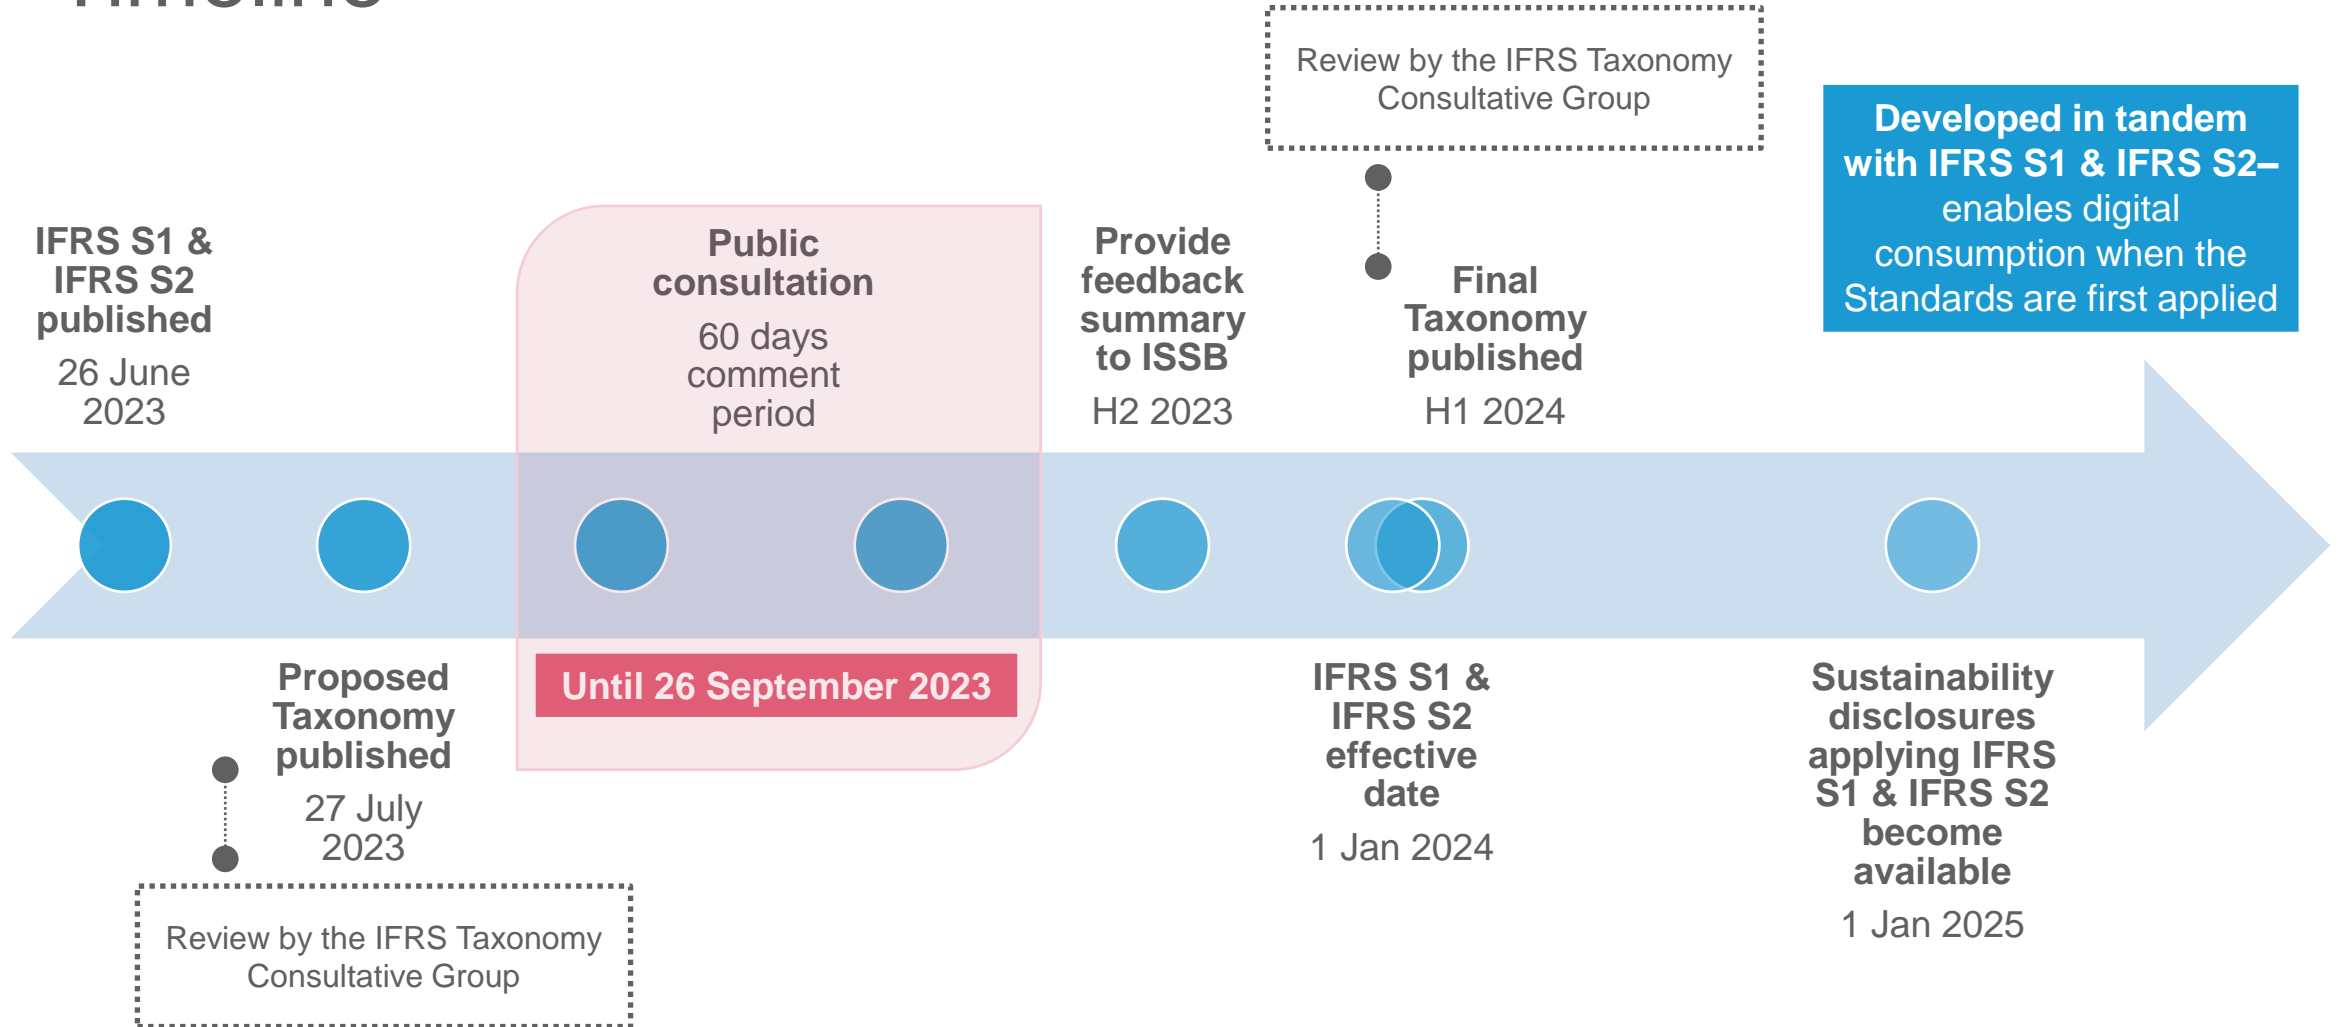 Timeline
Review by the IFRS Taxonomy
Consultative Group
Developed in tandem
with IFRS S1 & IFRS S2–
enables digital
consumption when the
Standards are first applied
IFRS S1 &
IFRS S2
published
26 June
2023
Public
consultation
60 days
comment
period
Provide
feedback
summary
to ISSB
H2 2023
Final
Taxonomy
published
H1 2024
Proposed
Taxonomy
published
27 July
2023
Until 26 September 2023
IFRS S1 &
IFRS S2
effective
date
1 Jan 2024
Sustainability
disclosures
applying IFRS
S1 & IFRS S2
become
available
1 Jan 2025
Review by the IFRS Taxonomy
Consultative Group